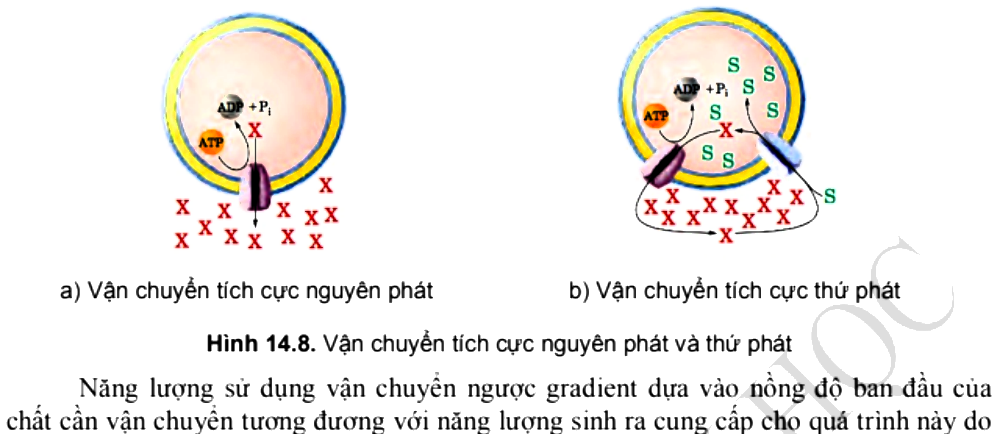 ADP + Pi
X
ATP
X
X X X X X
X X X X X
ADP + Pi
S S
S S
S
ATP
X
S S
X X
X X X X X X S
X X X X
X
a) Vận chuyển tích cực nguyên phát
b) Vận chuyển tích cực thứ phát
Hình 14.8. Vận chuyển tích cực nguyên phát và thứ phát
Năng lượng sử dụng vận chuyển ngược gradient dựa vào nồng độ ban đầu của
chất cần vận chuyển tương đương với năng lượng sinh ra cung cấp cho quá trình này do
HỌC